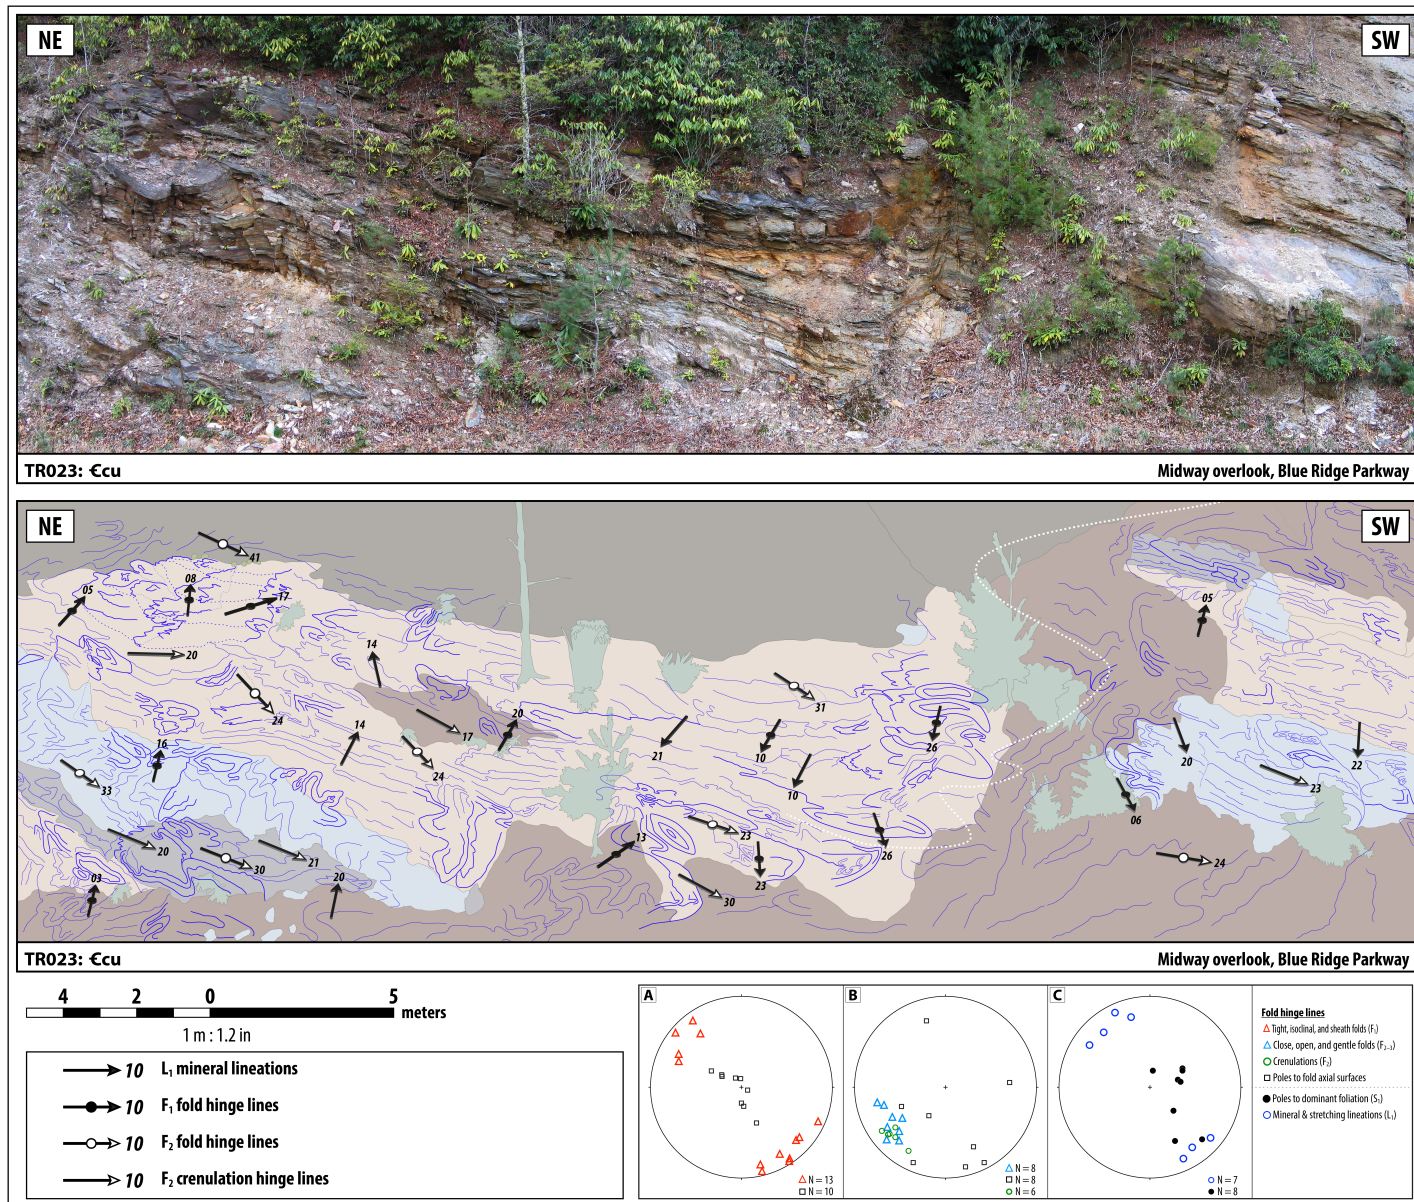 NE
SW
TR023: Єcu
Midway overlook, Blue Ridge Parkway
NE
SW
41
05
08
17
20
14
24
31
05
14
17
20
21
10
26
16
24
33
10
20
22
23
06
20
30
21
13
23
26
24
03
20
30
23
TR023: Єcu
Midway overlook, Blue Ridge Parkway
4 2 0 5 meters
1 m : 1.2 in
10 L1 mineral lineations
10 F1 fold hinge lines
10 F2 fold hinge lines
10 F2 crenulation hinge lines
A
N = 13
N = 10
B
N = 8
N = 8
N = 6
C
N = 7
N = 8
Fold hinge lines
Tight, isoclinal, and sheath folds (F1)
Close, open, and gentle folds (F2-3)
Crenulations (F2)
Poles to fold axial surfaces
Poles to dominant foliation (S1)
Mineral & stretching lineations (L1)